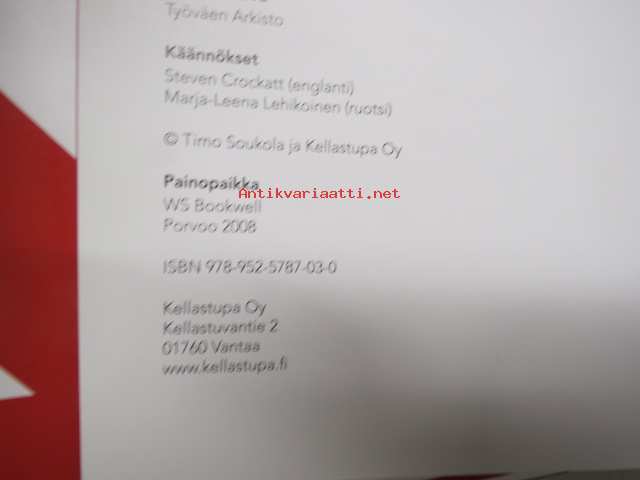 Työväen Arkisto
Käännökset
Steven Crockatt (englanti)
Marja-Leena Lehikoinen (ruotsi)
© Timo Soukola ja Kellastupa Oy
Painopaikka
Antikvariaatti.net
WS Bookwell
Porvoo 2008
ISBN 978-952-5787-03-0
Kellastupa Oy
Kellastuvantie 2
01760 Vantaa
www.kellastupa.fi